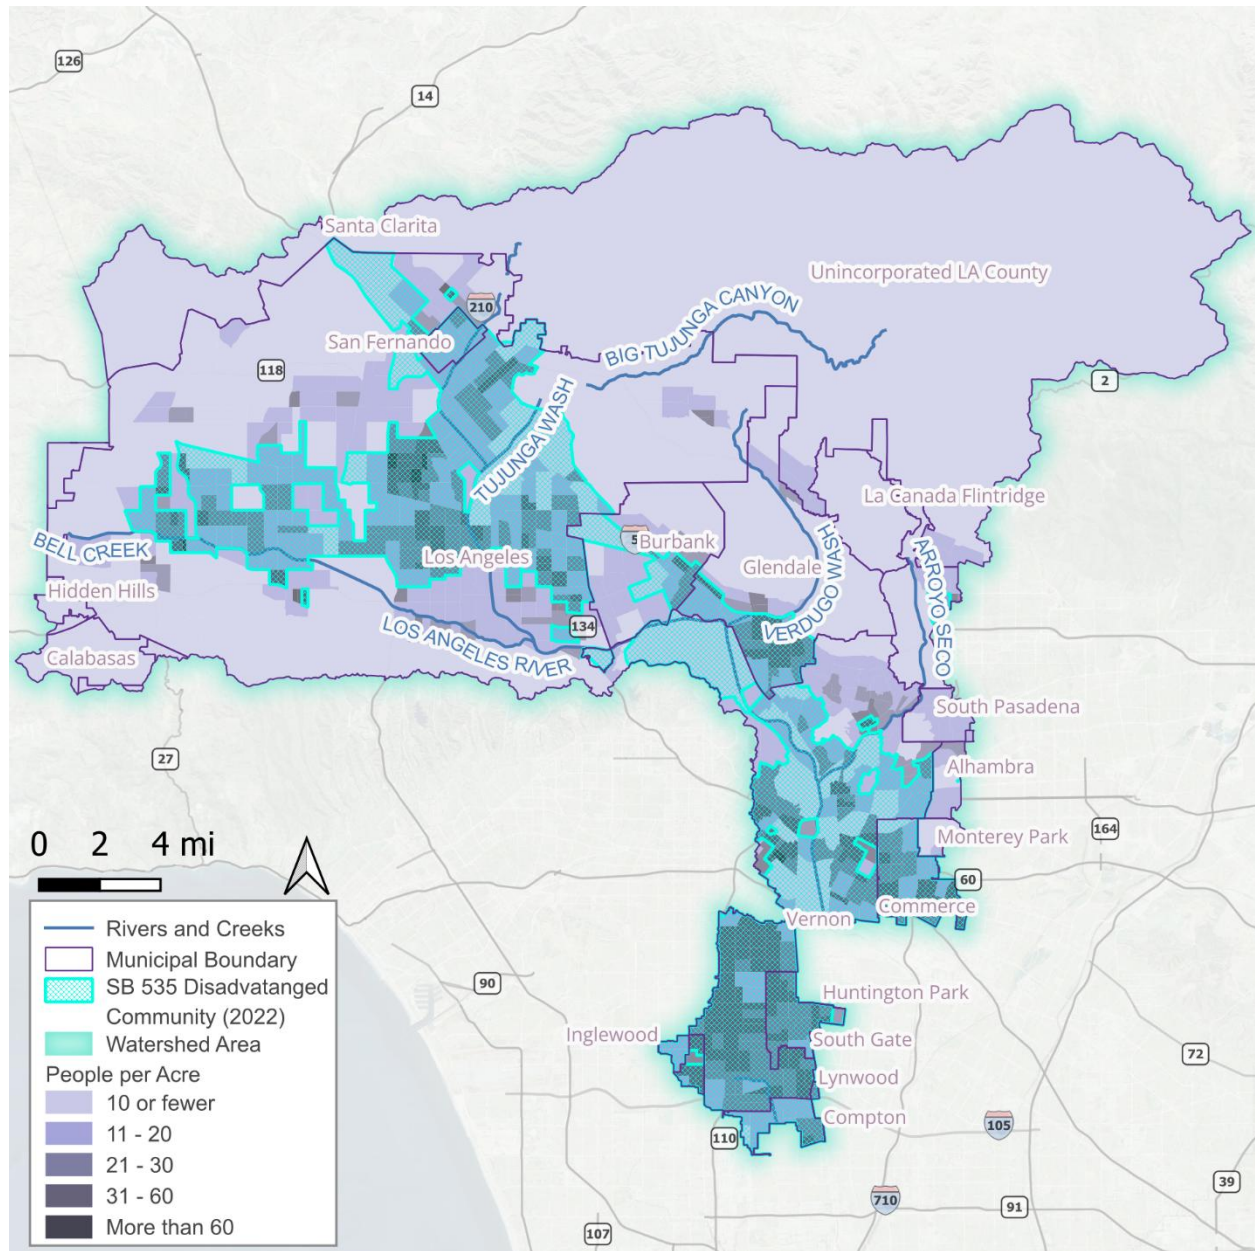 126
14
Santa Clarita
Unincorporated LA County
210
BIG TUJUNGA CANYON
San Fernando
118
2
TUJUNGA WASH
La Canada Flintridge
5
Burbank
BELL CREEK
Los Angeles
Glendale
VERDUGO WASH
ARROYO SECO
Hidden Hills
134
LOS ANGELES RIVER
Calabasas
South Pasadena
27
Alhambra
0 2 4 mi
Monterey Park
164
60
Vernon
Commerce
Rivers and Creeks
Municipal Boundary
SB 535 Disadvatanged
Community (2022)
Watershed Area
People per Acre
10 or fewer
11 - 20
21 - 30
31 - 60
More than 60
90
Huntington Park
Inglewood
South Gate
72
Lynwood
Compton
105
110
39
710
91
107